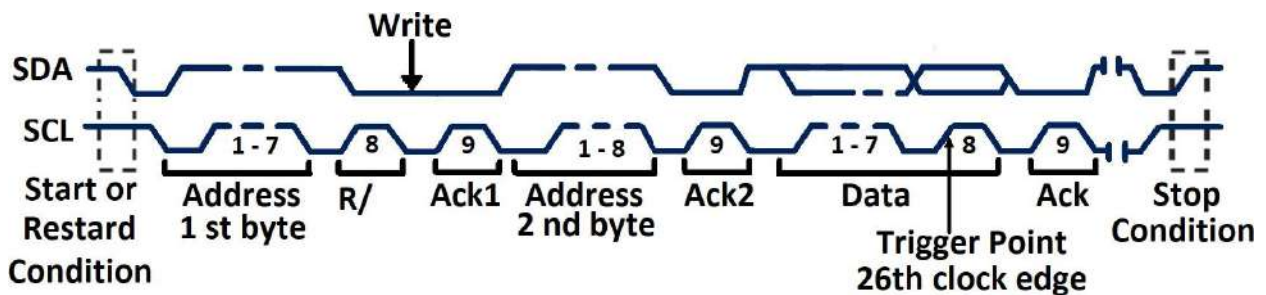 Write
SDA
SCL
1 - 7
8
9
1 - 8
9
1 - 7
8
9
Start or
Restard
Condition
Address
1 st byte
R/
Ack1
Address
2 nd byte
Ack2
Data
Ack
Stop
Condition
Trigger Point
26th clock edge